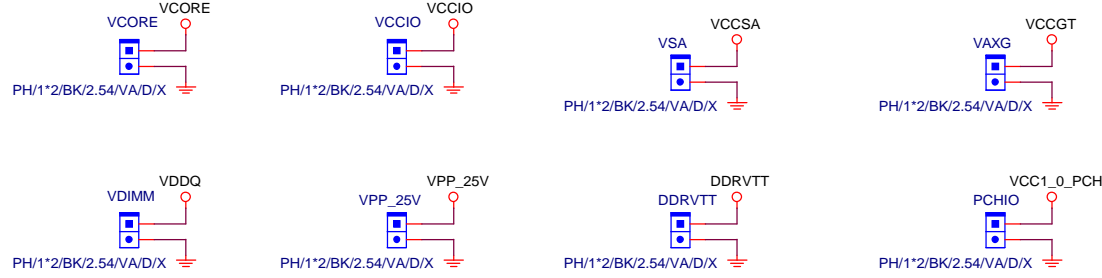 VCORE
VCORE
PH/1*2/BK/2.54/VA/D/X
VCCIO
VCCIO
PH/1*2/BK/2.54/VA/D/X
VCCSA
VSA
PH/1*2/BK/2.54/VA/D/X
VCCGT
VAXG
PH/1*2/BK/2.54/VA/D/X
VDDQ
VDIMM
PH/1*2/BK/2.54/VA/D/X
VPP_25V
VPP_25V
PH/1*2/BK/2.54/VA/D/X
DDRVTT
DDRVTT
PH/1*2/BK/2.54/VA/D/X
VCC1_0_PCH
PCHIO
PH/1*2/BK/2.54/VA/D/X